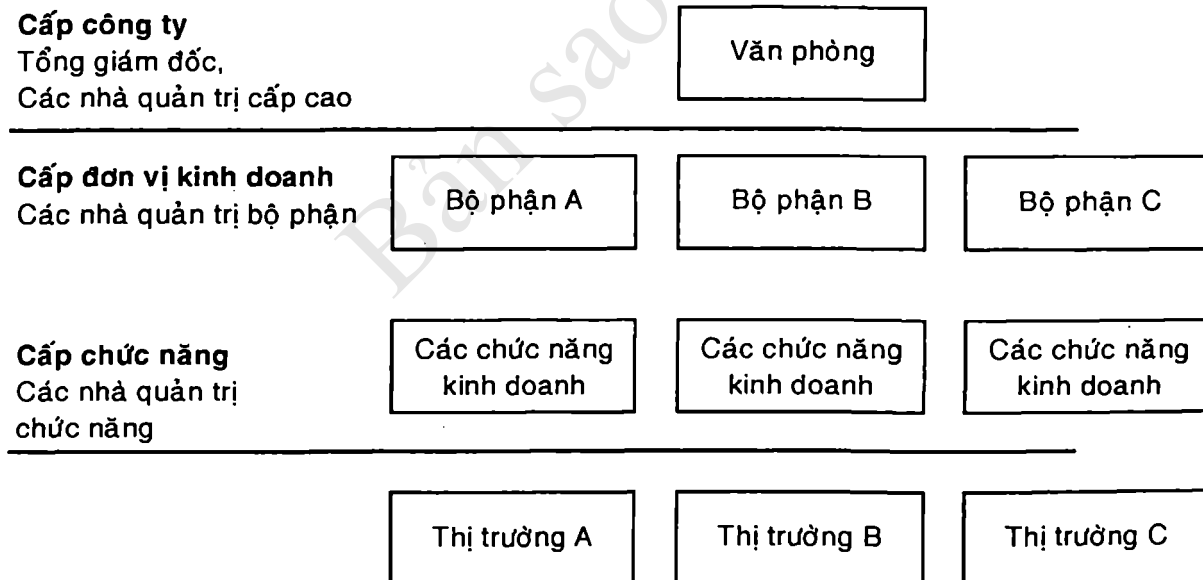 Cấp công ty
Tổng giám đốc,
Các nhà quản trị cấp cao
Văn phòng
Bản sao
Cấp đơn vị kinh doanh
Các nhà quản trị bộ phận
Bộ phận A
Bộ phận B
Bộ phận C
Cấp chức năng
Các nhà quản trị
chức năng
Các chức năng
kinh doanh
Các chức năng
kinh doanh
Các chức năng
kinh doanh
Thị trường A
Thị trường B
Thị trường C